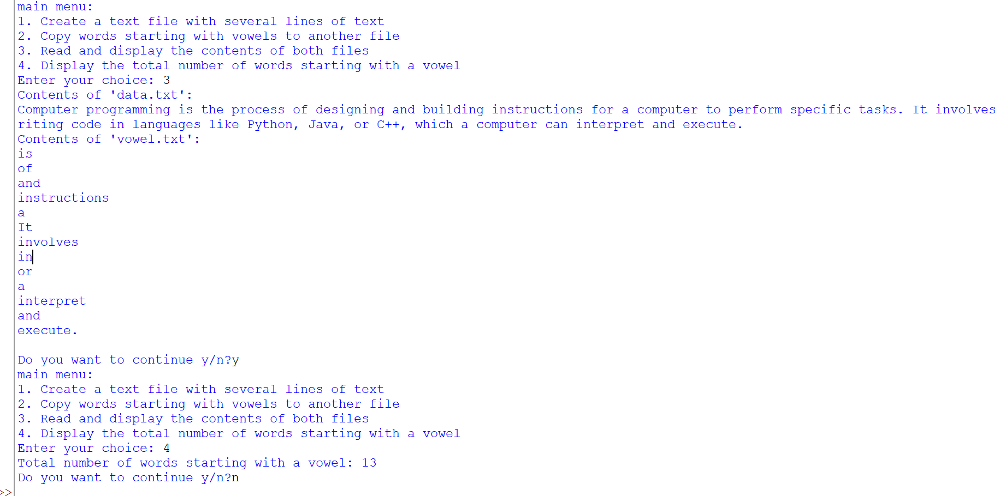 main menu:
1. Create a text file with several lines of text
2. Copy words starting with vowels to another file
3. Read and display the contents of both files
4. Display the total number of words starting with a vowel
Enter your choice: 3
Contents of 'data.txt':
Computer programming is the process of designing and building instructions for a computer to perform specific tasks. It involves
riting code in languages like Python, Java, or C++, which a computer can interpret and execute.
Contents of 'vowel.txt':
is
of
and
instructions
a
It
involves
in
or
a
interpret
and
execute.
Do you want to continue y/n?y
main menu:
1. Create a text file with several lines of text
2. Copy words starting with vowels to another file
3. Read and display the contents of both files
4. Display the total number of words starting with a vowel
Enter your choice: 4
Total number of words starting with a vowel: 13
Do you want to continue y/n?n
>>